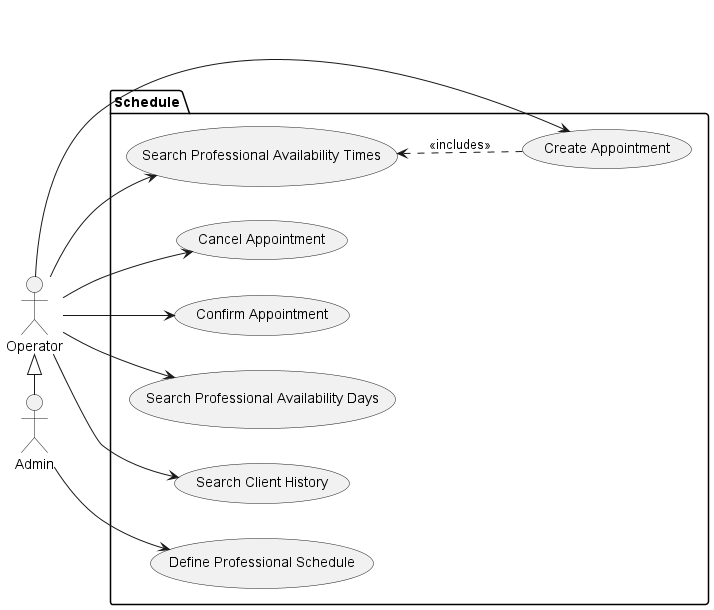 Schedule
Search Professional Availability Times
«includes»
Create Appointment
Cancel Appointment
Confirm Appointment
Operator
Search Professional Availability Days
Admin
Search Client History
Define Professional Schedule